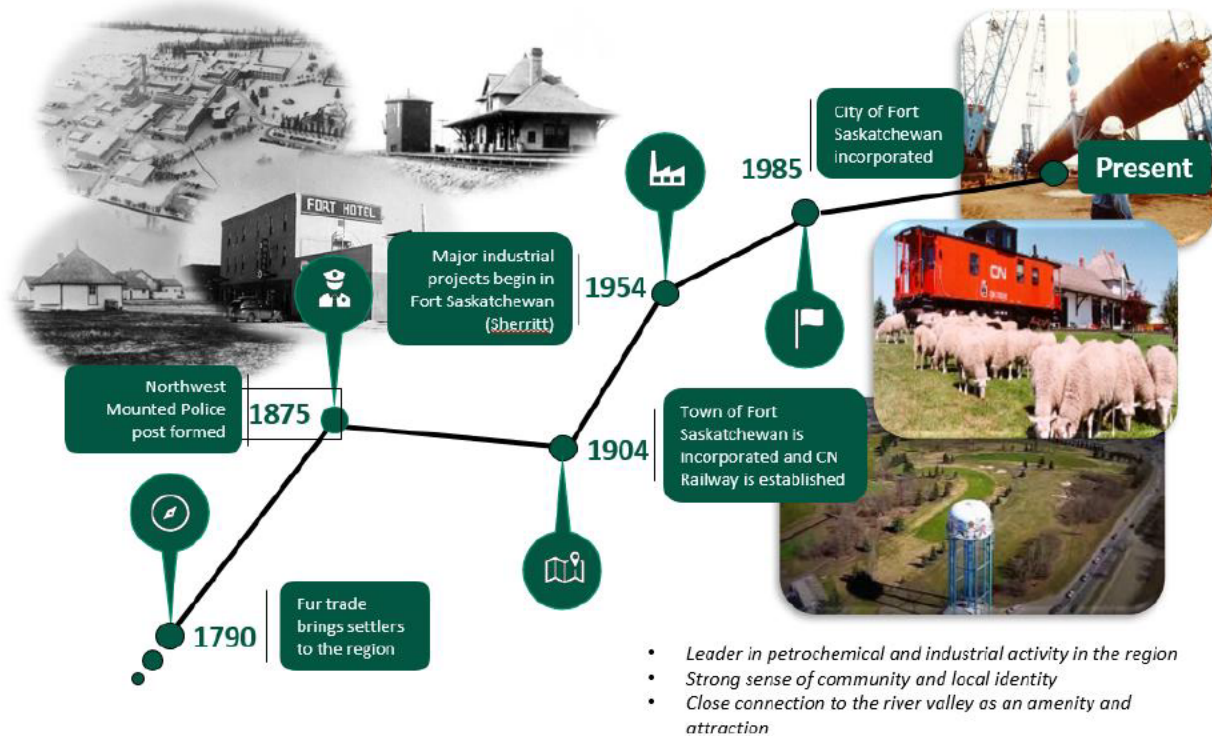 FORT HOTEL
City of Fort
Saskatchewan
incorporated
1985
Present
CN
Major industrial
projects begin in
Fort Saskatchewan
(Sherritt)
1954
Northwest
Mounted Police
post formed
1875
1904
Town of Fort
Saskatchewan is
incorporated and CN
Railway is established
1790
Fur trade
brings settlers
to the region
• Leader in petrochemical and industrial activity in the region
• Strong sense of community and local identity
• Close connection to the river valley as an amenity and
attraction